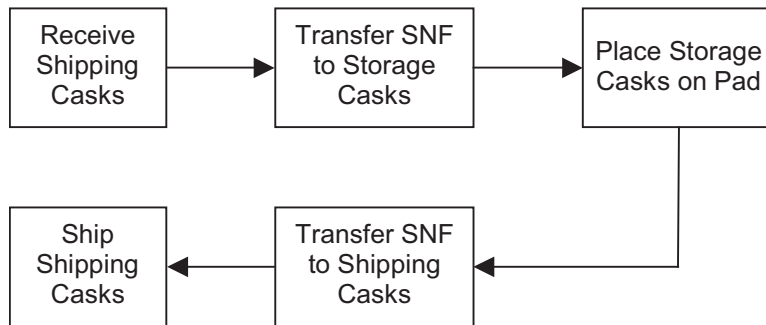 Receive
Shipping
Casks
Transfer SNF
to Storage
Casks
Place Storage
Casks on Pad
Transfer SNF
to Shipping
Casks
Ship
Shipping
Casks